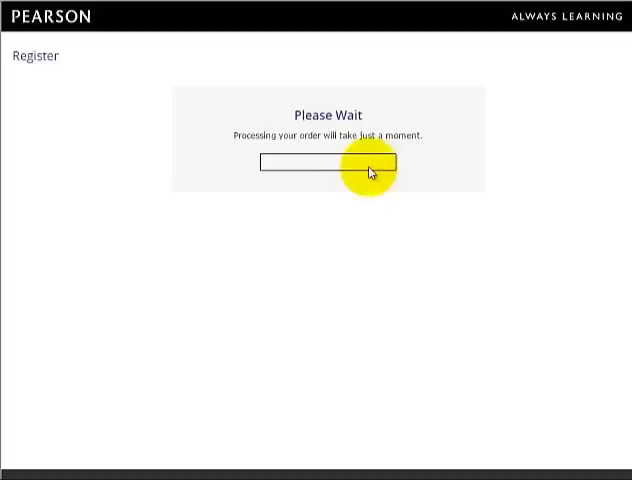 PEARSON
ALWAYS LEARNING
Register
Please Wait
Processing your order will take just a moment.